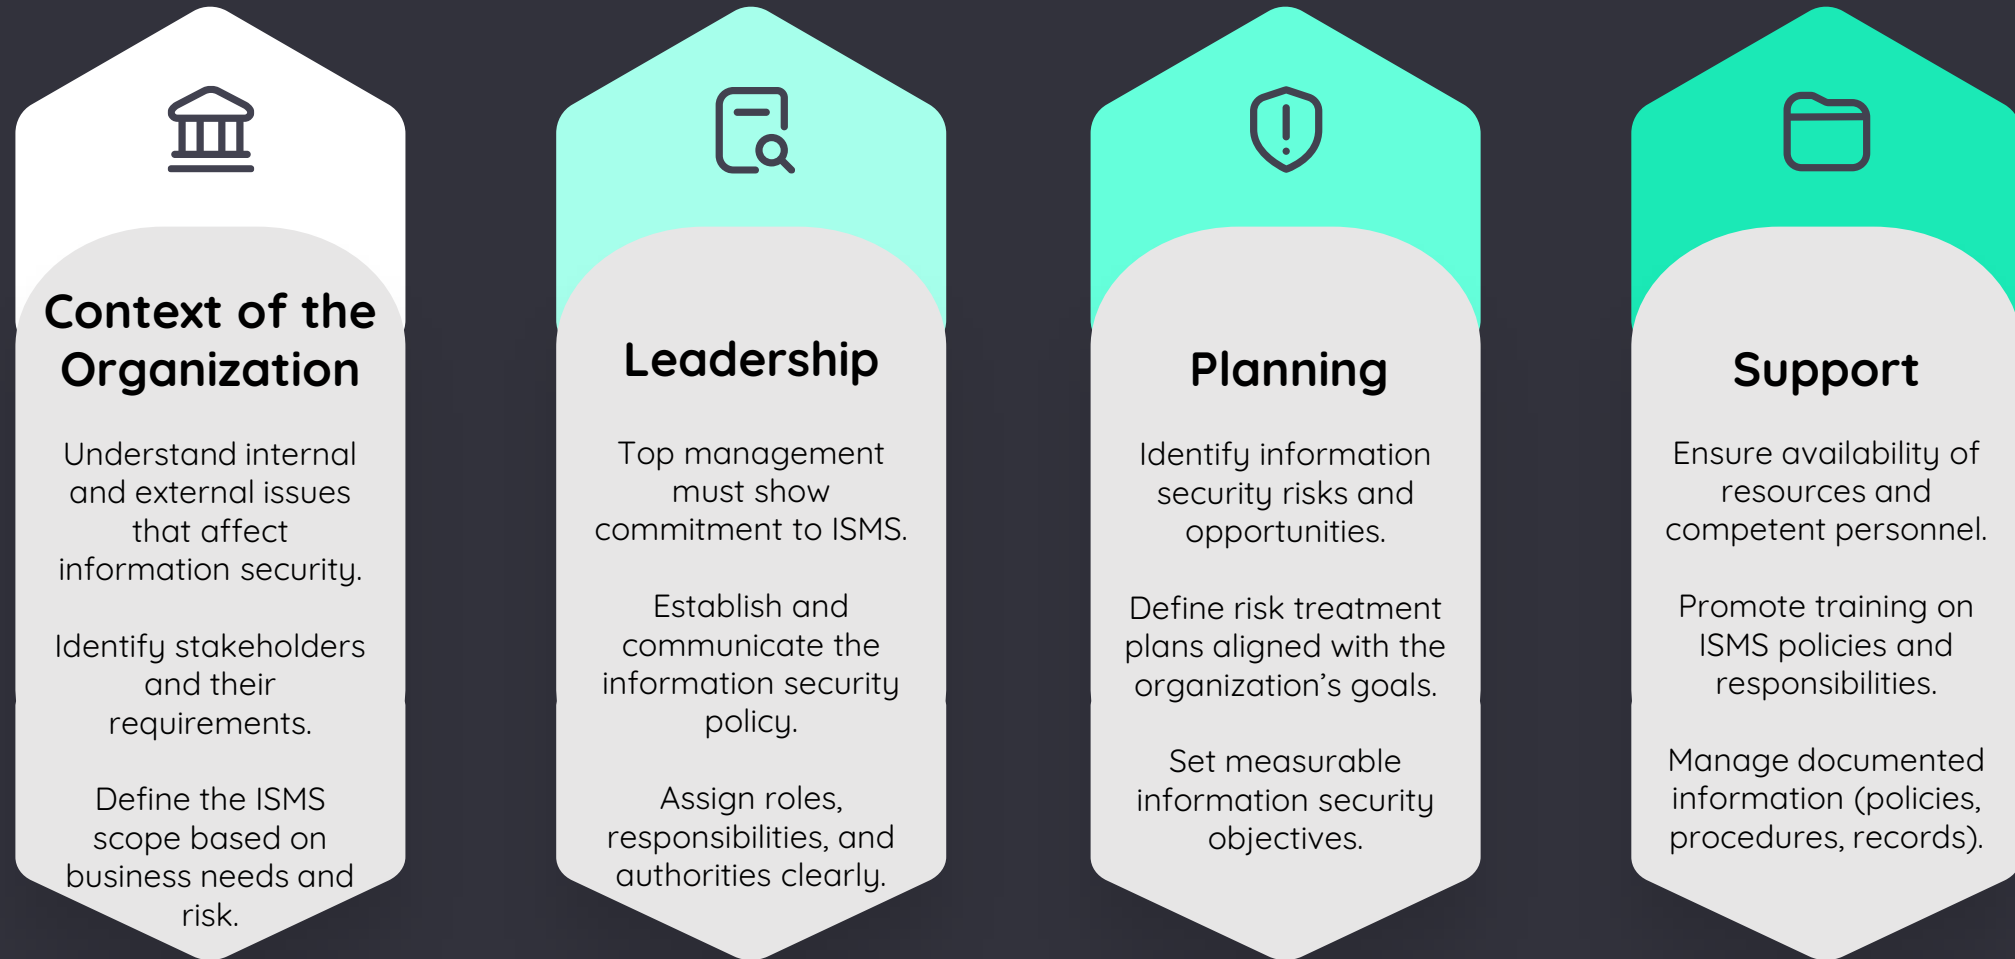 Context of the
Organization
Understand internal
and external issues
that affect
information security.
Identify stakeholders
and their
requirements.
Define the ISMS
scope based on
business needs and
risk.
Leadership
Top management
must show
commitment to ISMS.
Establish and
communicate the
information security
policy.
Assign roles,
responsibilities, and
authorities clearly.
Planning
Identify information
security risks and
opportunities.
Define risk treatment
plans aligned with the
organization’s goals.
Set measurable
information security
objectives.
Support
Ensure availability of
resources and
competent personnel.
Promote training on
ISMS policies and
responsibilities.
Manage documented
information (policies,
procedures, records).